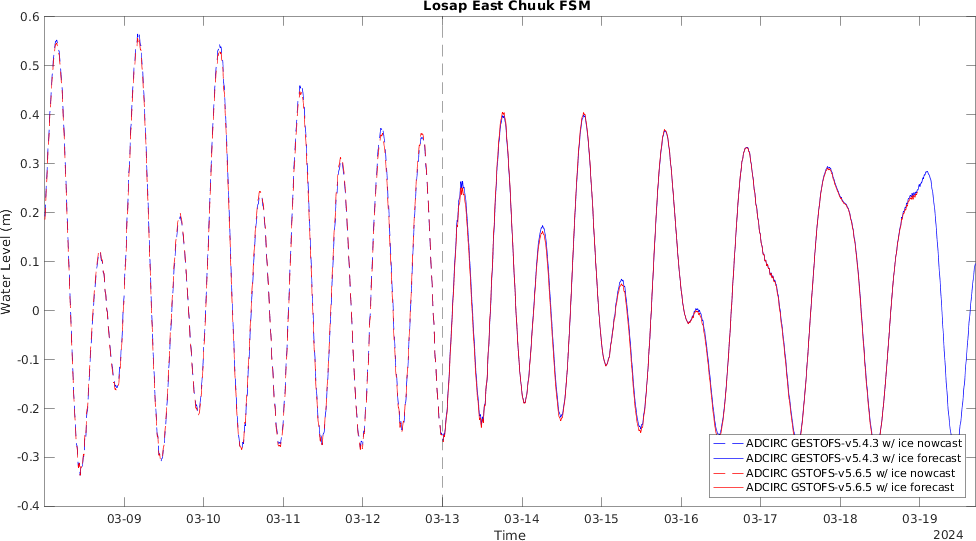 Losap East Chuuk FSM
0.6
0.5
0.4
0.3
0.2
0.1
0
-0.1
-0.2
-0.3
-0.4
Water Level (m)
ADCIRC GESTOFS-v5.4.3 w/ ice nowcast
ADCIRC GESTOFS-v5.4.3 w/ ice forecast
ADCIRC GSTOFS-v5.6.5 w/ ice nowcast
ADCIRC GSTOFS-v5.6.5 w/ ice forecast
03-09 03-10 03-11 03-12 03-13 03-14 03-15 03-16 03-17 03-18 03-19
Time
2024